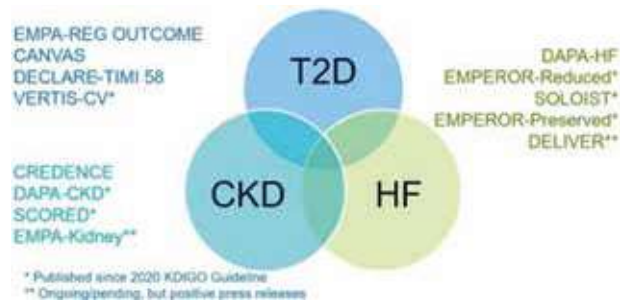 EMPA-REG OUTCOME
CANVAS
DECLARE-TIMI 58
VERTIS-CV*
T2D
DAPA-HF
EMPEROR-Reduced*
SOLOIST*
EMPEROR-Preserved*
DELIVER**
CREDENCE
DAPA-CKD*
SCORED*
EMPA-Kidney**
CKD
HF
* Published since 2020 KDIGO Guideline
** Ongoing/pending, but positive press releases